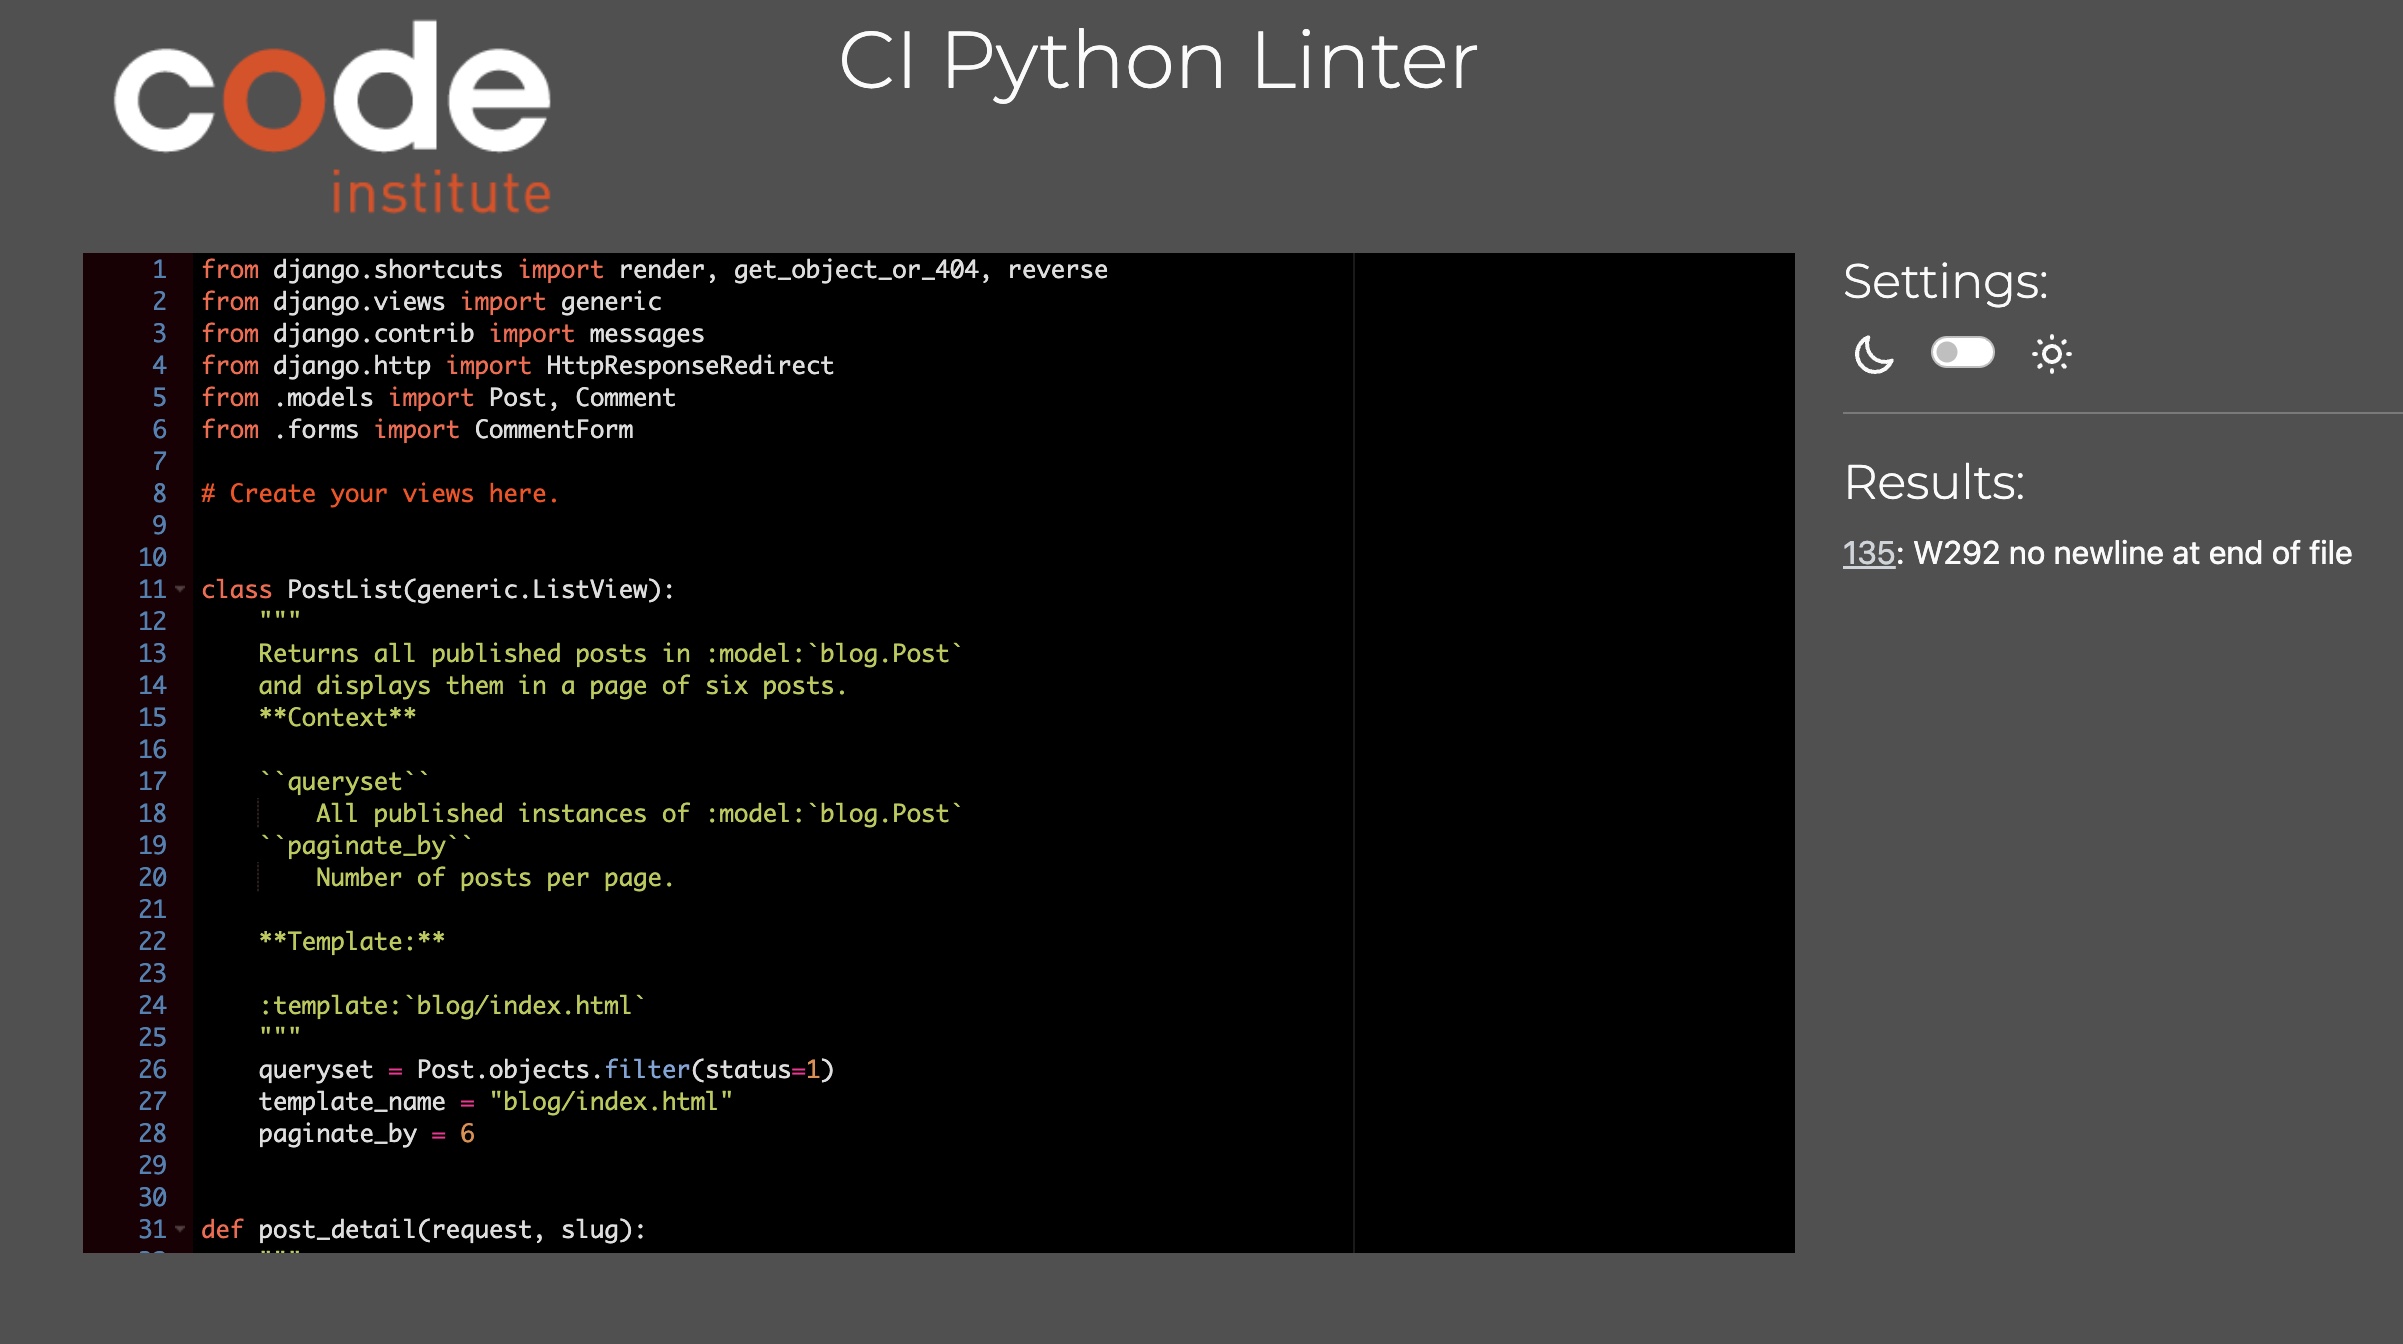 code
institute
CI Python Linter
1 from django.shortcuts import render, get_object_or_404, reverse
2 from django.views import generic
3 from django.contrib import messages
4 from django.http import HttpResponseRedirect
5 from .models import Post, Comment
6 from .forms import CommentForm
7
8 # Create your views here.
9
10
11 class PostList(generic.ListView):
12     """
13     Returns all published posts in :model:`blog.Post`
14     and displays them in a page of six posts.
15     **Context**
16
17     ``queryset``
18         All published instances of :model:`blog.Post`
19     ``paginate_by``
20         Number of posts per page.
21
22     **Template:**
23
24     :template:`blog/index.html`
25     """
26     queryset = Post.objects.filter(status=1)
27     template_name = "blog/index.html"
28     paginate_by = 6
29
30
31 def post_detail(request, slug):
Settings:
Results:
135: W292 no newline at end of file